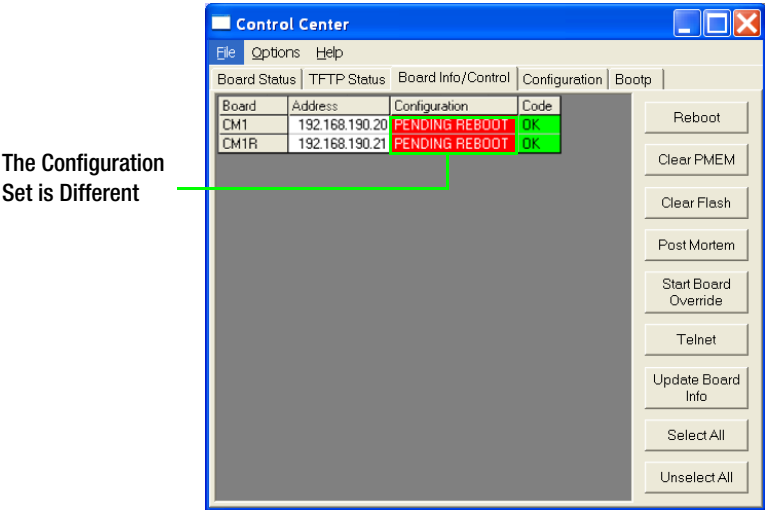 Control Center
File Options Help
Board Status TFTP Status Board Info/Control Configuration Bootp
Board Address Configuration Code
CM1 192.168.190.20 PENDING REBOOT OK
CM1R 192.168.190.21 PENDING REBOOT OK
The Configuration
Set is Different
Reboot
Clear PMEM
Clear Flash
Post Mortem
Start Board
Override
Telnet
Update Board
Info
Select All
Unselect All